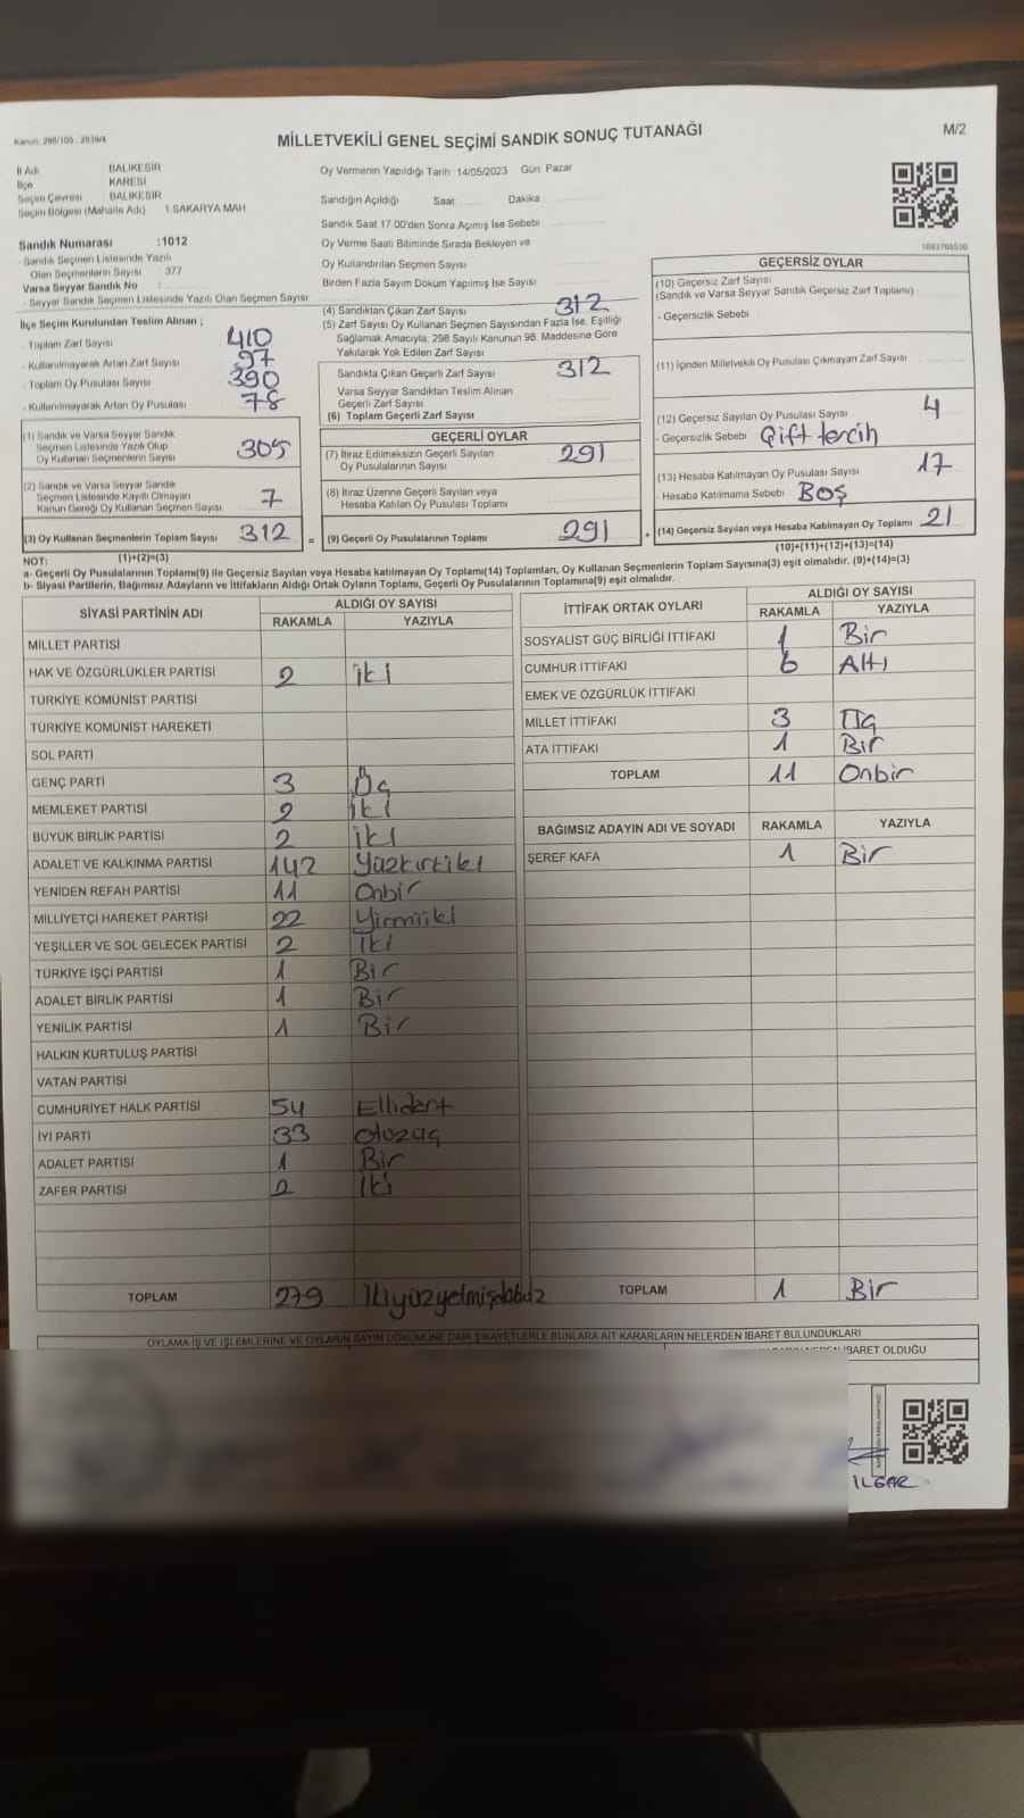 Kanun: 298/105 - 2839/4
MİLLETVEKİLİ GENEL SEÇİMİ SANDIK SONUÇ TUTANAĞI
M/2
İl Adı BALIKESİR
İlçe KARESİ
Seçim Çevresi BALIKESİR
Seçim Bölgesi (Mahalle Adı) 1 SAKARYA MAH
Oy Vermenin Yapıldığı Tarih: 14/05/2023 Gün: Pazar
Sandığın Açıldığı Saat Dakika
Sandık Saat 17:00'den Sonra Açılmış İse Sebebi
Oy Verme Saati Bitiminde Sırada Bekleyen ve
Oy Kullandırılan Seçmen Sayısı
Birden Fazla Sayım Döküm Yapılmış İse Sayısı
Sandık Numarası :1012
- Sandık Seçmen Listesinde Yazılı
Olan Seçmenlerin Sayısı 377
Varsa Seyyar Sandık No :
- Seyyar Sandık Seçmen Listesinde Yazılı Olan Seçmen Sayısı
İlçe Seçim Kurulundan Teslim Alınan ;
- Toplam Zarf Sayısı 410
- Kullanılmayarak Artan Zarf Sayısı 97
- Toplam Oy Pusulası Sayısı 390
- Kullanılmayarak Artan Oy Pusulası 78
(1) Sandık ve Varsa Seyyar Sandık
Seçmen Listesinde Yazılı Olup
Oy Kullanan Seçmenlerin Sayısı 305
(2) Sandık ve Varsa Seyyar Sandık
Seçmen Listesinde Kayıtlı Olmayan
Kanun Gereği Oy Kullanan Seçmen Sayısı 7
(3) Oy Kullanan Seçmenlerin Toplam Sayısı 312
(1)+(2)=(3)
(4) Sandıktan Çıkan Zarf Sayısı 312
(5) Zarf Sayısı Oy Kullanan Seçmen Sayısından Fazla İse, Eşitliği
Sağlamak Amacıyla, 298 Sayılı Kanunun 98. Maddesine Göre
Yakılarak Yok Edilen Zarf Sayısı
Sandıkta Çıkan Geçerli Zarf Sayısı 312
Varsa Seyyar Sandıktan Teslim Alınan
Geçerli Zarf Sayısı
(6) Toplam Geçerli Zarf Sayısı
GEÇERLİ OYLAR
(7) İtiraz Edilmeksizin Geçerli Sayılan
Oy Pusulalarının Sayısı 291
(8) İtiraz Üzerine Geçerli Sayılan veya
Hesaba Katılan Oy Pusulası Toplamı
= (9) Geçerli Oy Pusulalarının Toplamı 291
GEÇERSİZ OYLAR
(10) Geçersiz Zarf Sayısı
(Sandık ve Varsa Seyyar Sandık Geçersiz Zarf Toplamı)
- Geçersizlik Sebebi
(11) İçinden Milletvekili Oy Pusulası Çıkmayan Zarf Sayısı
(12) Geçersiz Sayılan Oy Pusulası Sayısı 4
- Geçersizlik Sebebi Çift tercih
(13) Hesaba Katılmayan Oy Pusulası Sayısı 17
- Hesaba Katılmama Sebebi BOŞ
+ (14) Geçersiz Sayılan veya Hesaba Katılmayan Oy Toplamı 21
(10)+(11)+(12)+(13)=(14)
NOT:
a- Geçerli Oy Pusulalarının Toplamı(9) ile Geçersiz Sayılan veya Hesaba katılmayan Oy Toplamı(14) Toplamları, Oy Kullanan Seçmenlerin Toplam Sayısına(3) eşit olmalıdır. (9)+(14)=(3)
b- Siyasi Partilerin, Bağımsız Adayların ve İttifakların Aldığı Ortak Oyların Toplamı, Geçerli Oy Pusulalarının Toplamına(9) eşit olmalıdır.
SİYASİ PARTİNİN ADI ALDIĞI OY SAYISI
RAKAMLA YAZIYLA
MİLLET PARTİSİ
HAK VE ÖZGÜRLÜKLER PARTİSİ 2 iki
TÜRKİYE KOMÜNİST PARTİSİ
TÜRKİYE KOMÜNİST HAREKETİ
SOL PARTİ
GENÇ PARTİ 3 Üç
MEMLEKET PARTİSİ 2 iki
BÜYÜK BİRLİK PARTİSİ 2 iki
ADALET VE KALKINMA PARTİSİ 142 Yüzkırkiki
YENİDEN REFAH PARTİSİ 11 Onbir
MİLLİYETÇİ HAREKET PARTİSİ 22 Yirmiiki
YEŞİLLER VE SOL GELECEK PARTİSİ 2 İki
TÜRKİYE İŞÇİ PARTİSİ 1 Bir
ADALET BİRLİK PARTİSİ 1 Bir
YENİLİK PARTİSİ 1 Bir
HALKIN KURTULUŞ PARTİSİ
VATAN PARTİSİ
CUMHURİYET HALK PARTİSİ 54 Ellidört
İYİ PARTİ 33 Otuzüç
ADALET PARTİSİ 1 Bir
ZAFER PARTİSİ 2 İki
TOPLAM 279 İkiyüzyetmişdokuz
İTTİFAK ORTAK OYLARI ALDIĞI OY SAYISI
RAKAMLA YAZIYLA
SOSYALİST GÜÇ BİRLİĞİ İTTİFAKI 1 Bir
CUMHUR İTTİFAKI 6 Altı
EMEK VE ÖZGÜRLÜK İTTİFAKI
MİLLET İTTİFAKI 3 Üç
ATA İTTİFAKI 1 Bir
TOPLAM 11 Onbir
BAĞIMSIZ ADAYIN ADI VE SOYADI RAKAMLA YAZIYLA
ŞEREF KAFA 1 Bir
TOPLAM 1 Bir
OYLAMA İŞ VE İŞLEMLERİNE VE OYLARIN SAYIM DÖKÜMÜNE DAİR ŞİKAYETLERLE BUNLARA AİT KARARLARIN NELERDEN İBARET BULUNDUKLARI
İBARET OLDUĞU
ILGAR